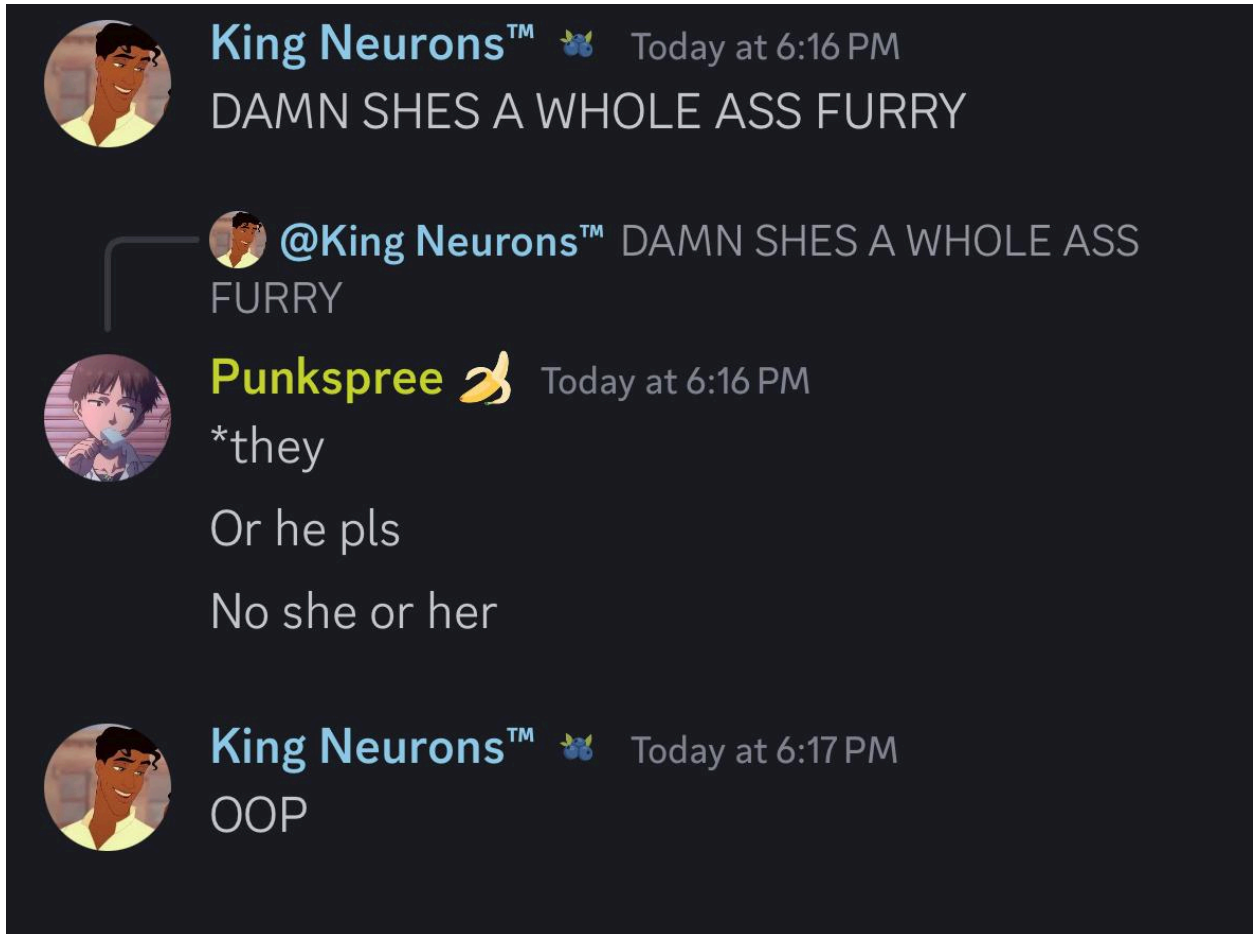 King Neurons™ 🫐 Today at 6:16 PM
DAMN SHES A WHOLE ASS FURRY
@King Neurons™ DAMN SHES A WHOLE ASS
FURRY
Punkspree 🍌 Today at 6:16 PM
*they
Or he pls
No she or her
King Neurons™ 🫐 Today at 6:17 PM
OOP